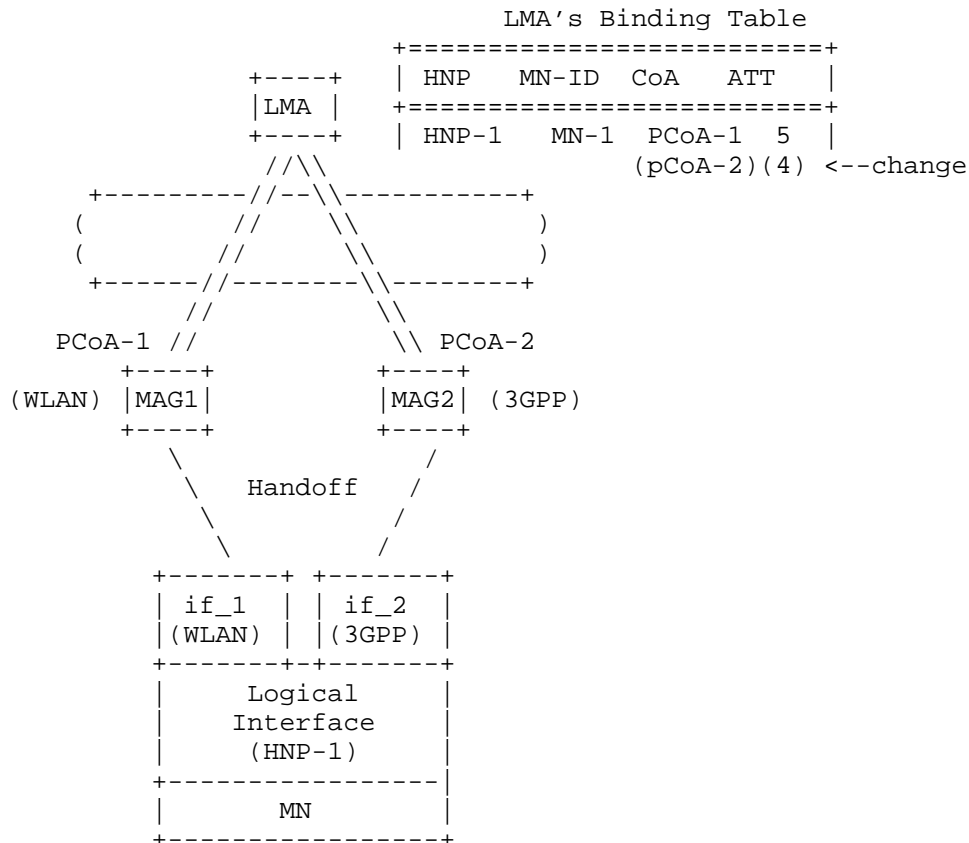 LMA's Binding Table
+==========================+
+----+ | HNP MN-ID CoA ATT |
|LMA | +==========================+
+----+ | HNP-1 MN-1 PCoA-1 5 |
//\\ (pCoA-2)(4) <--change
+---------//--\\-------------+
( // \\ )
( // \\ )
+------//--------\\--------+
// \\
PCoA-1 // \\ PCoA-2
+----+ +----+
(WLAN) |MAG1| |MAG2| (3GPP)
+----+ +----+
\ /
\ Handoff /
\ /
\ /
+-------+ +-------+
| if_1 | | if_2 |
|(WLAN) | |(3GPP) |
+-------+-+-------+
| Logical |
| Interface |
| (HNP-1) |
+-----------------|
| MN |
+-----------------+